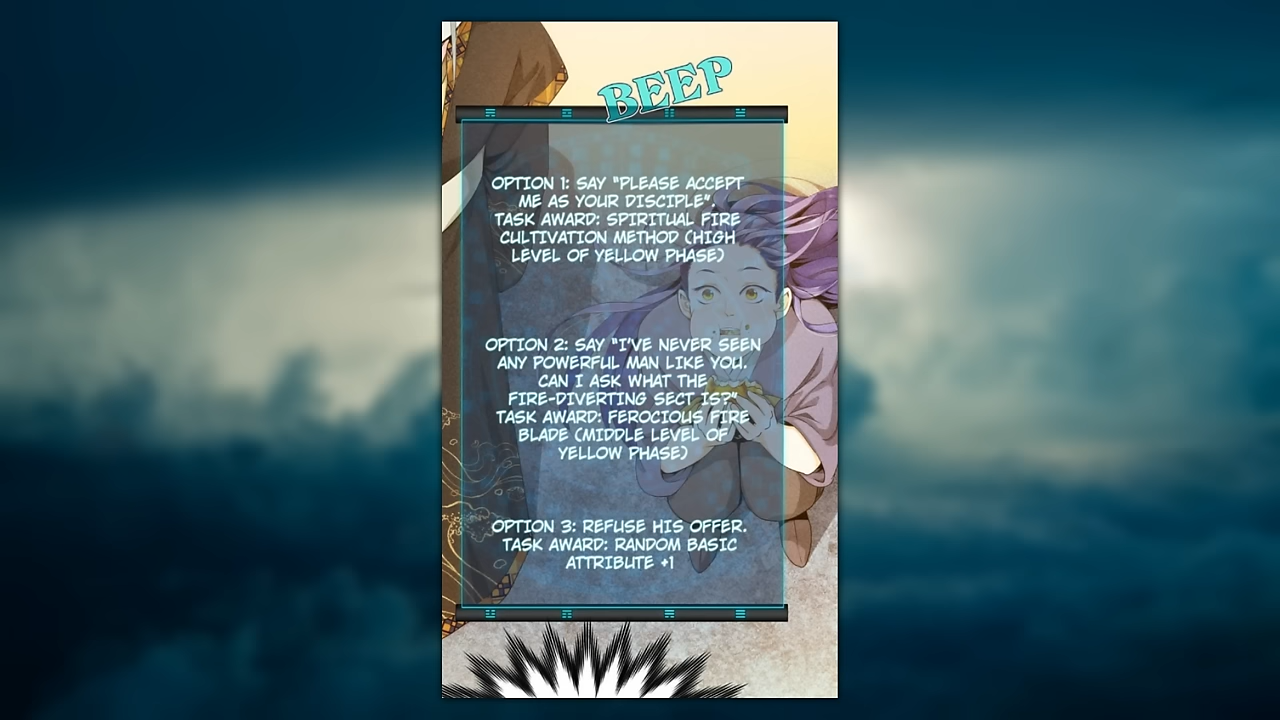 BEEP
OPTION 1: SAY "PLEASE ACCEPT
ME AS YOUR DISCIPLE".
TASK AWARD: SPIRITUAL FIRE
CULTIVATION METHOD (HIGH
LEVEL OF YELLOW PHASE)
OPTION 2: SAY "I'VE NEVER SEEN
ANY POWERFUL MAN LIKE YOU.
CAN I ASK WHAT THE
FIRE-DIVERTING SECT IS?"
TASK AWARD: FEROCIOUS FIRE
BLADE (MIDDLE LEVEL OF
YELLOW PHASE)
OPTION 3: REFUSE HIS OFFER.
TASK AWARD: RANDOM BASIC
ATTRIBUTE +1